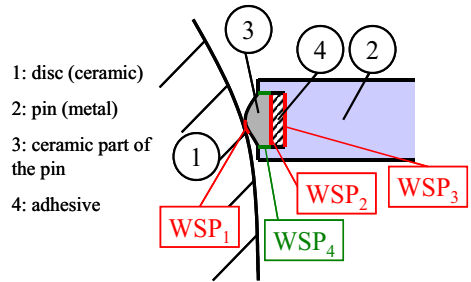 3
4
2
1: disc (ceramic)
2: pin (metal)
3: ceramic part of
the pin
4: adhesive
1
WSP₁
WSP₂
WSP₃
WSP₄